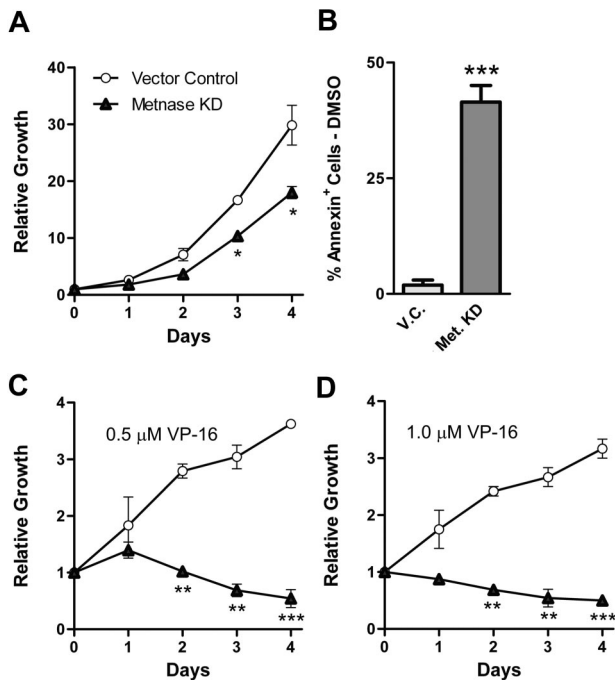 A
Vector Control
Metnase KD
Relative Growth
40
30
20
10
0
0 1 2 3 4
* *
Days
B
% Annexin+ Cells - DMSO
50
25
0
***
V.C.
Met. KD
C
0.5 μM VP-16
Relative Growth
4
3
2
1
0
** ** ***
0 1 2 3 4
Days
D
1.0 μM VP-16
Relative Growth
4
3
2
1
0
** ** ***
0 1 2 3 4
Days